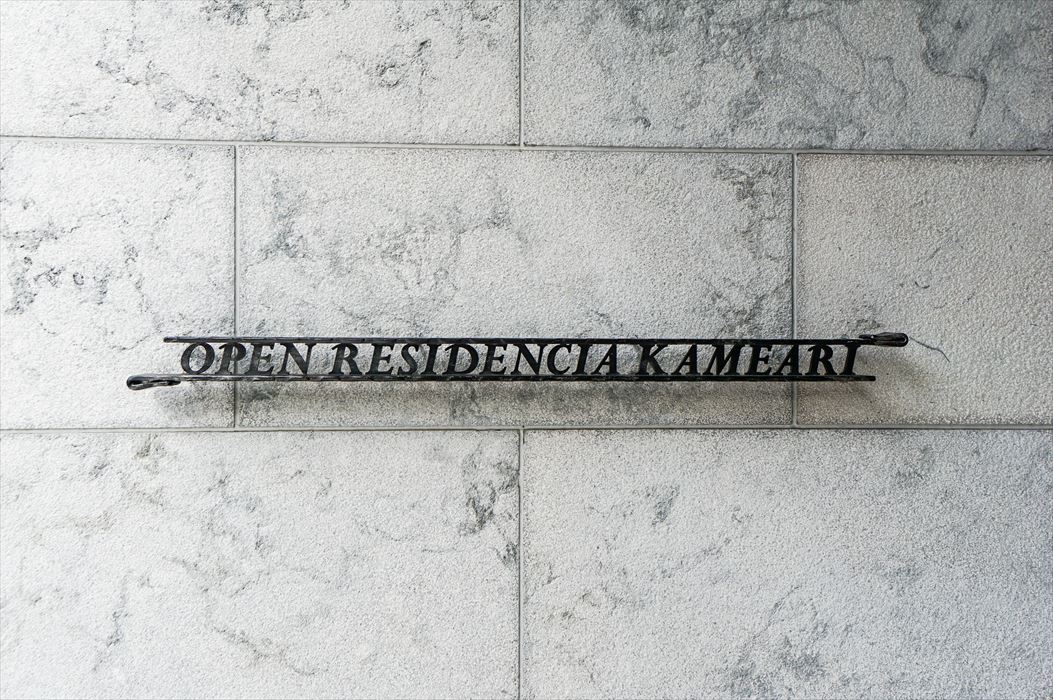 OPEN RESIDENCIA KAMEARI